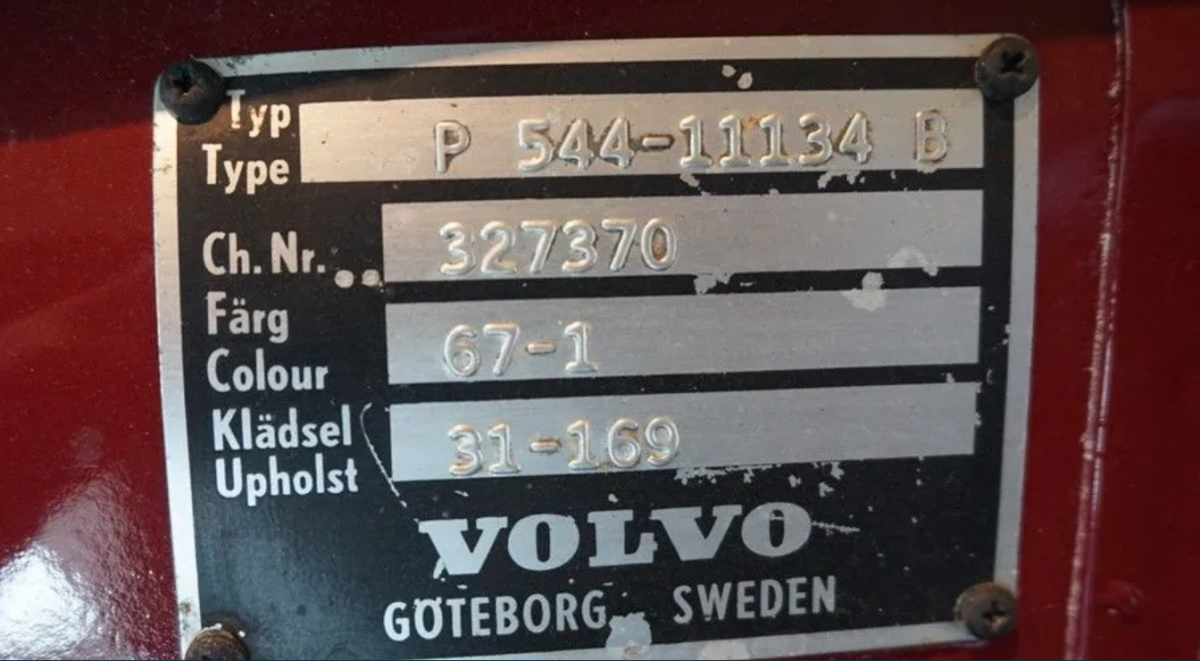 Typ P 544-11134 B
Type
Ch. Nr. 327370
Färg 67-1
Colour
Klädsel 31-169
Upholst
VOLVO
GÖTEBORG SWEDEN